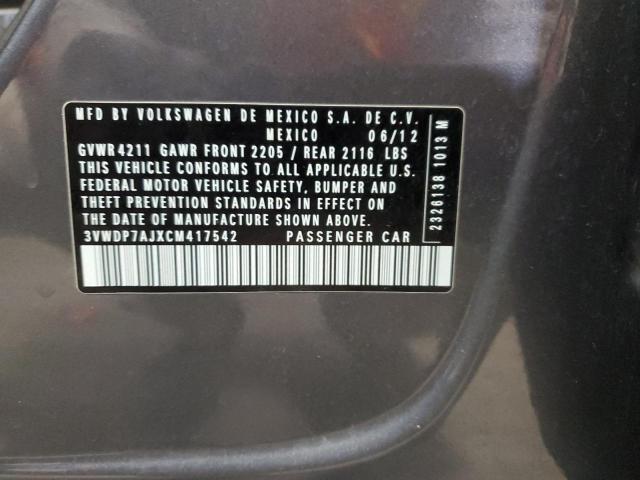 MFD BY VOLKSWAGEN DE MEXICO S.A. DE C.V.
MEXICO 06/12
GVWR 4211 GAWR FRONT 2205 / REAR 2116 LBS
THIS VEHICLE CONFORMS TO ALL APPLICABLE U.S.
FEDERAL MOTOR VEHICLE SAFETY, BUMPER AND
THEFT PREVENTION STANDARDS IN EFFECT ON
THE DATE OF MANUFACTURE SHOWN ABOVE.
3VWDP7AJXCM417542 PASSENGER CAR
2326138 1013 M